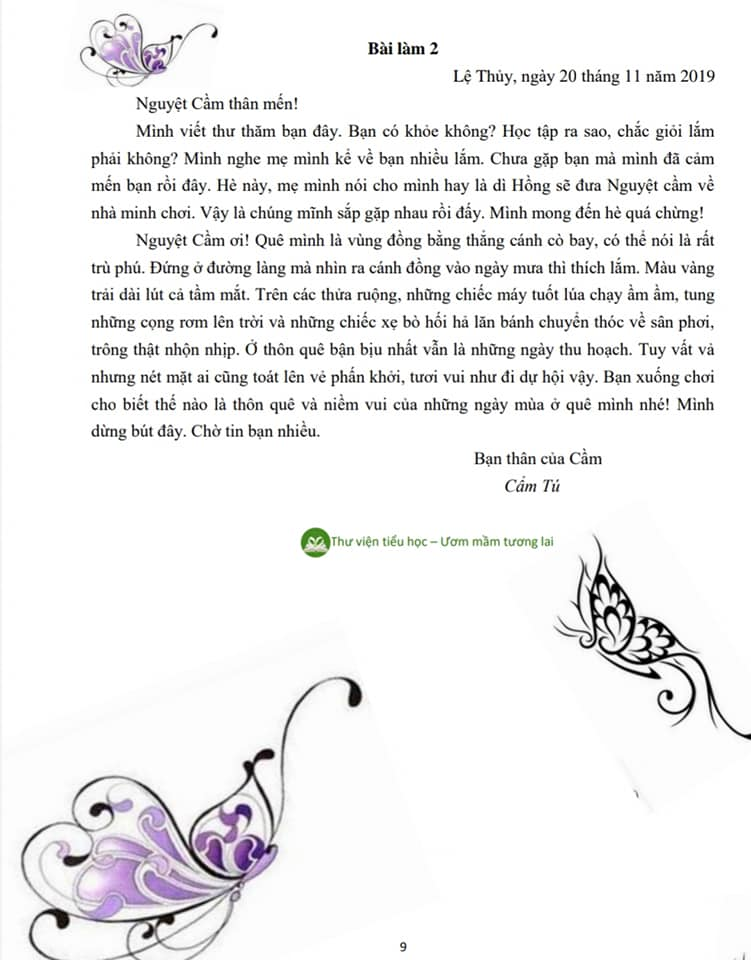 Bài làm 2
Lệ Thủy, ngày 20 tháng 11 năm 2019
Nguyệt Cầm thân mến!
Mình viết thư thăm bạn đây. Bạn có khỏe không? Học tập ra sao, chắc giỏi lắm
phải không? Mình nghe mẹ mình kể về bạn nhiều lắm. Chưa gặp bạn mà mình đã cảm
mến bạn rồi đây. Hè này, mẹ mình nói cho mình hay là dì Hồng sẽ đưa Nguyệt cầm về
nhà minh chơi. Vậy là chúng mĩnh sắp gặp nhau rồi đấy. Mình mong đến hè quá chừng!
Nguyệt Cầm ơi! Quê mình là vùng đồng bằng thẳng cánh cò bay, có thể nói là rất
trù phú. Đứng ở đường làng mà nhìn ra cánh đồng vào ngày mưa thì thích lắm. Màu vàng
trải dài lút cả tầm mắt. Trên các thửa ruộng, những chiếc máy tuốt lúa chạy ầm ầm, tung
những cọng rơm lên trời và những chiếc xẹ bò hối hả lăn bánh chuyển thóc về sân phơi,
trông thật nhộn nhịp. Ở thôn quê bận bịu nhất vẫn là những ngày thu hoạch. Tuy vất vả
nhưng nét mặt ai cũng toát lên vẻ phấn khởi, tươi vui như đi dự hội vậy. Bạn xuống chơi
cho biết thế nào là thôn quê và niềm vui của những ngày mùa ở quê mình nhé! Mình
dừng bút đây. Chờ tin bạn nhiều.
Bạn thân của Cầm
Cẩm Tú
Thư viện tiểu học – Ươm mầm tương lai
9